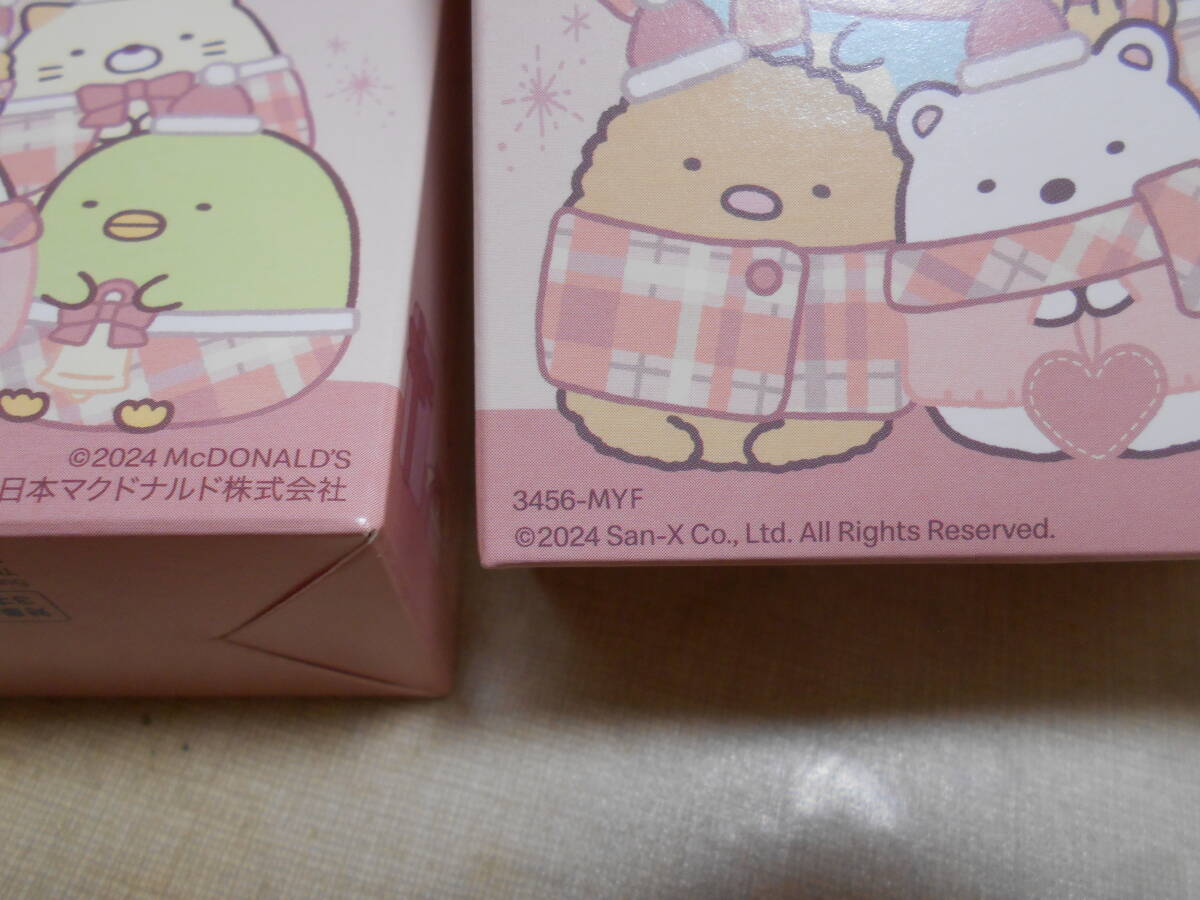 ©2024 McDONALD'S
日本マクドナルド株式会社
3456-MYF
©2024 San-X Co., Ltd. All Rights Reserved.